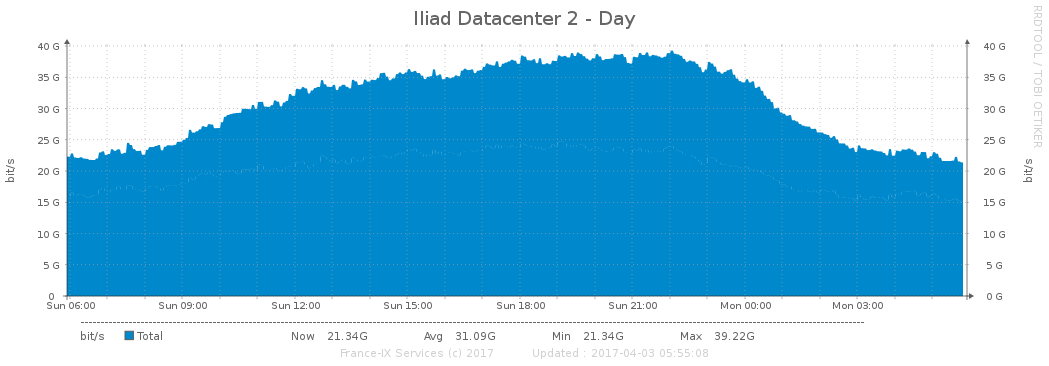 Iliad Datacenter 2 - Day
RRDTOOL / TOBI OETIKER
40 G 40 G
35 G 35 G
30 G 30 G
25 G 25 G
20 G 20 G
15 G 15 G
10 G 10 G
5 G 5 G
0 0 G
bit/s bit/s
Sun 06:00 Sun 09:00 Sun 12:00 Sun 15:00 Sun 18:00 Sun 21:00 Mon 00:00 Mon 03:00
bit/s Total Now 21.34G Avg 31.09G Min 21.34G Max 39.22G
France-IX Services (c) 2017 Updated : 2017-04-03 05:55:08